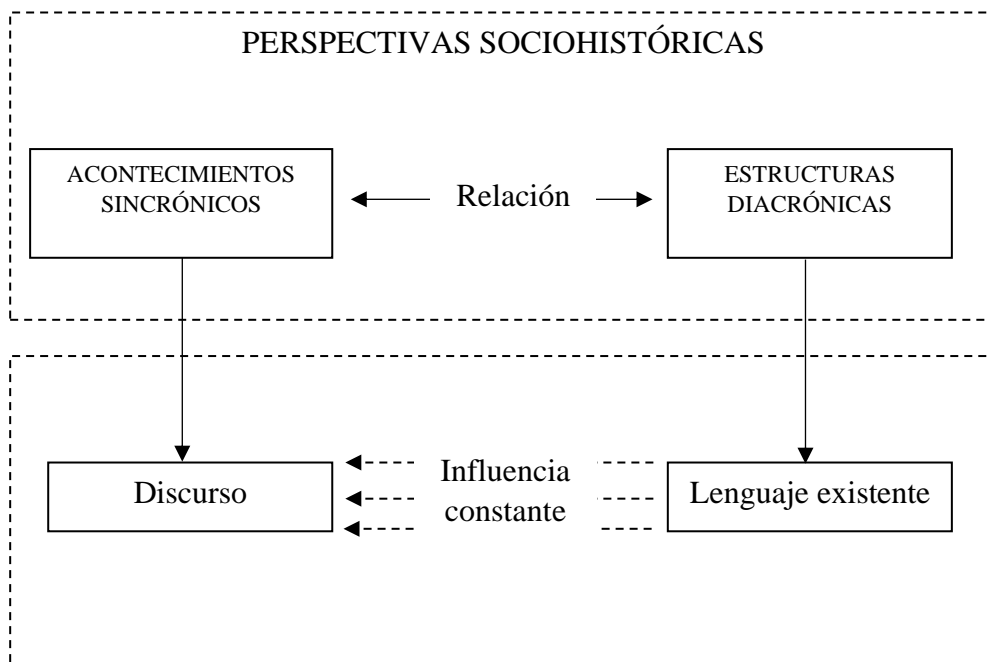 PERSPECTIVAS SOCIOHISTÓRICAS
ACONTECIMIENTOS
SINCRÓNICOS
Relación
ESTRUCTURAS
DIACRÓNICAS
Discurso
Influencia
constante
Lenguaje existente